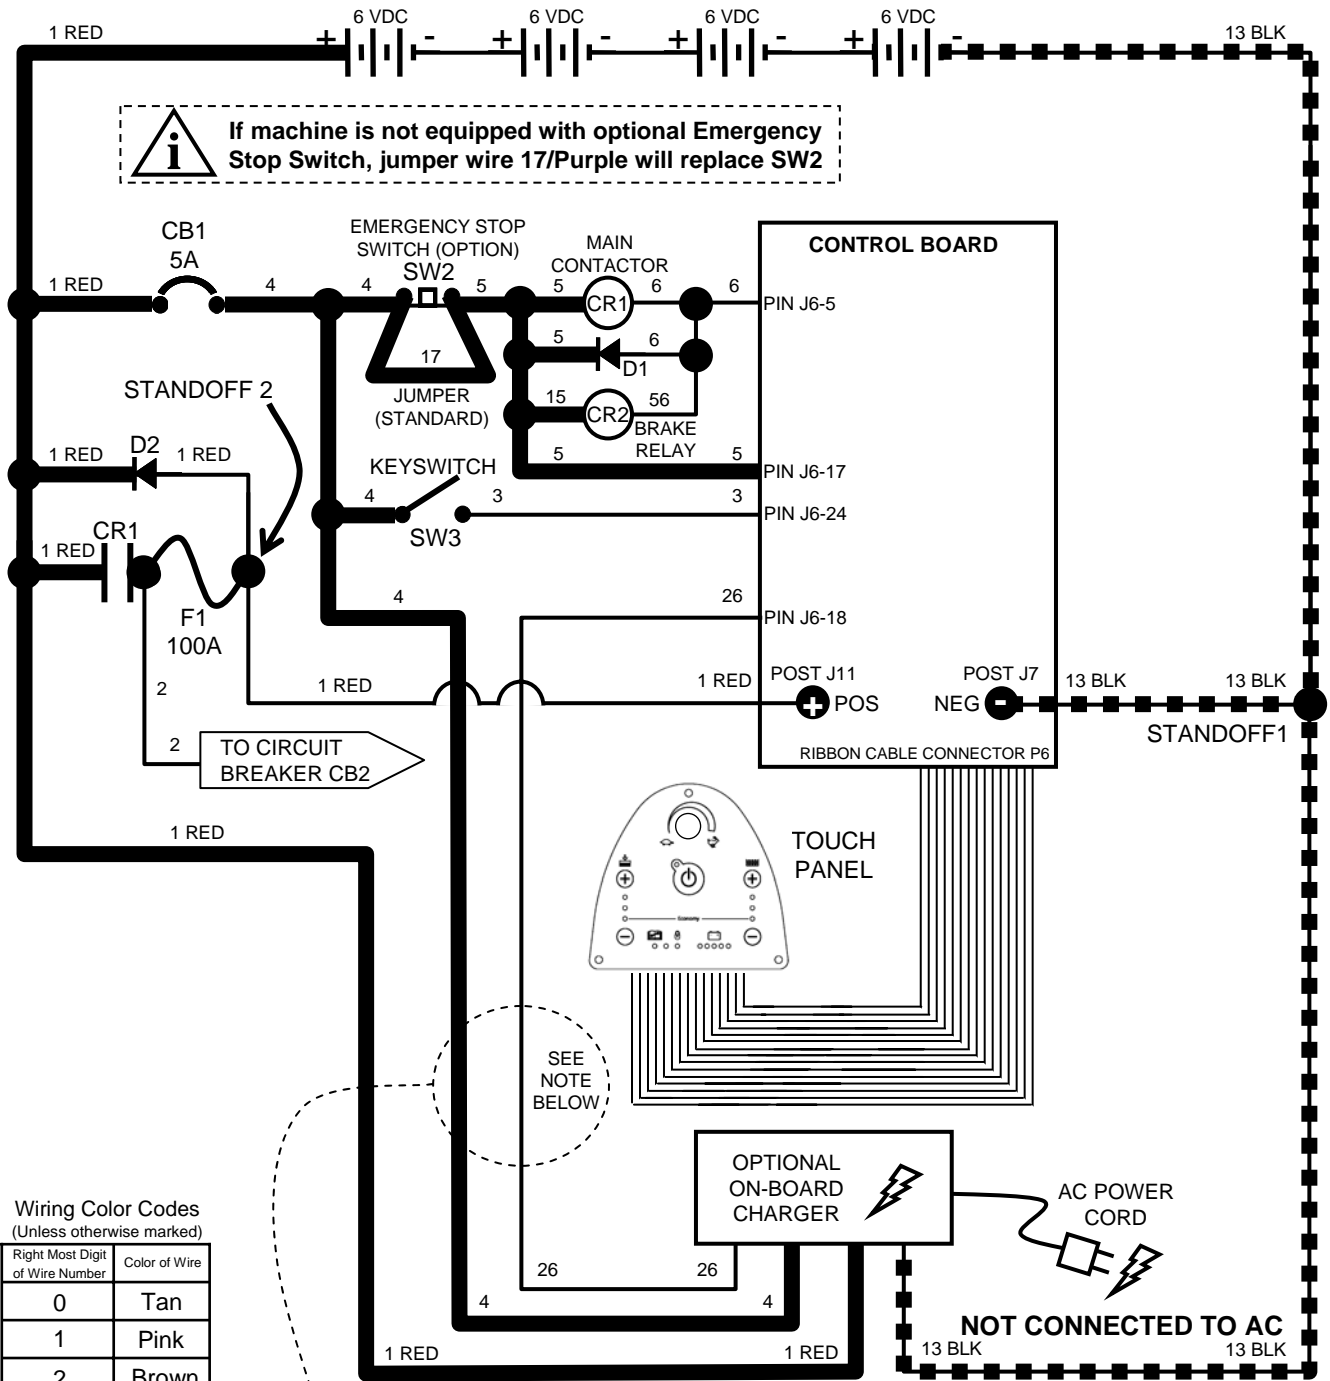 1 RED
6 VDC
6 VDC
6 VDC
6 VDC
13 BLK
+ - + - + - + -
If machine is not equipped with optional Emergency
Stop Switch, jumper wire 17/Purple will replace SW2
i
CB1
5A
EMERGENCY STOP
SWITCH (OPTION)
SW2
MAIN
CONTACTOR
CONTROL BOARD
1 RED
4
4
5
5
CR1
6
6
PIN J6-5
5
6
D1
17
JUMPER
(STANDARD)
15
CR2
56
BRAKE
RELAY
STANDOFF 2
1 RED
D2
1 RED
5
5
PIN J6-17
KEYSWITCH
4
3
3
PIN J6-24
SW3
1 RED
CR1
F1
100A
4
26
PIN J6-18
2
1 RED
1 RED
POST J11
+
POS
POST J7
NEG
-
13 BLK
13 BLK
STANDOFF1
2
TO CIRCUIT
BREAKER CB2
RIBBON CABLE CONNECTOR P6
1 RED
TOUCH
PANEL
Economy
SEE
NOTE
BELOW
OPTIONAL
ON-BOARD
CHARGER
AC POWER
CORD
NOT CONNECTED TO AC
26
26
4
4
1 RED
1 RED
13 BLK
13 BLK
Wiring Color Codes
(Unless otherwise marked)
Right Most Digit
of Wire Number
Color of Wire
0 Tan
1 Pink
2 Brown